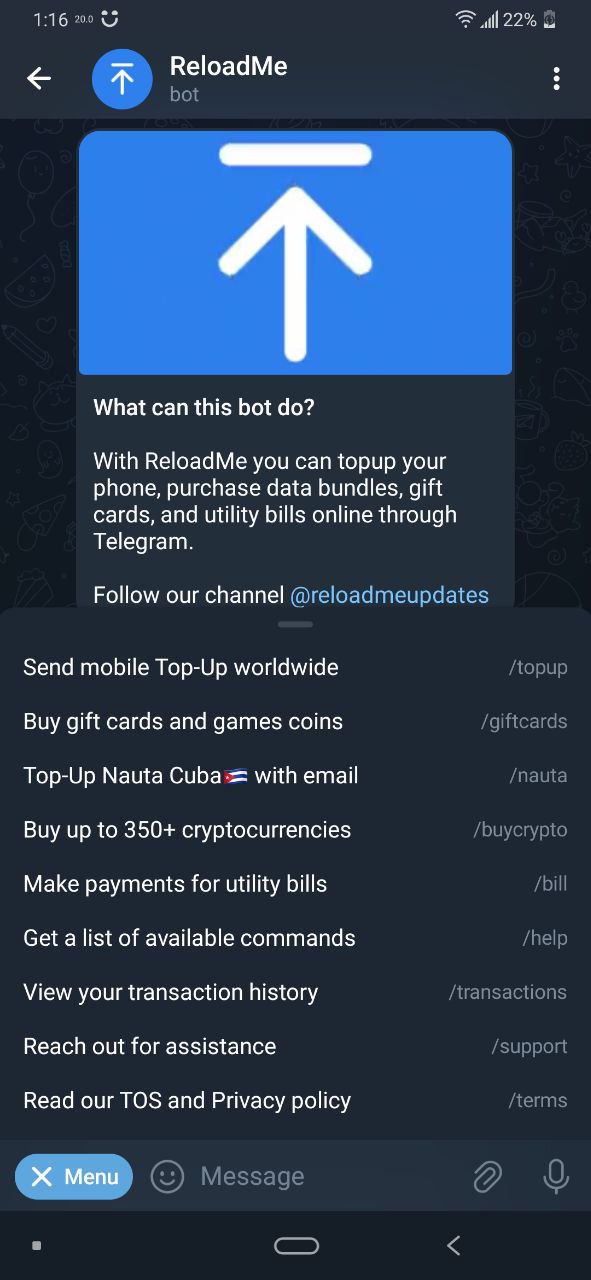 1:16 20.0 22%
ReloadMe
bot
What can this bot do?
With ReloadMe you can topup your
phone, purchase data bundles, gift
cards, and utility bills online through
Telegram.
Follow our channel @reloadmeupdates
Send mobile Top-Up worldwide /topup
Buy gift cards and games coins /giftcards
Top-Up Nauta Cuba🇨🇺 with email /nauta
Buy up to 350+ cryptocurrencies /buycrypto
Make payments for utility bills /bill
Get a list of available commands /help
View your transaction history /transactions
Reach out for assistance /support
Read our TOS and Privacy policy /terms
Menu Message